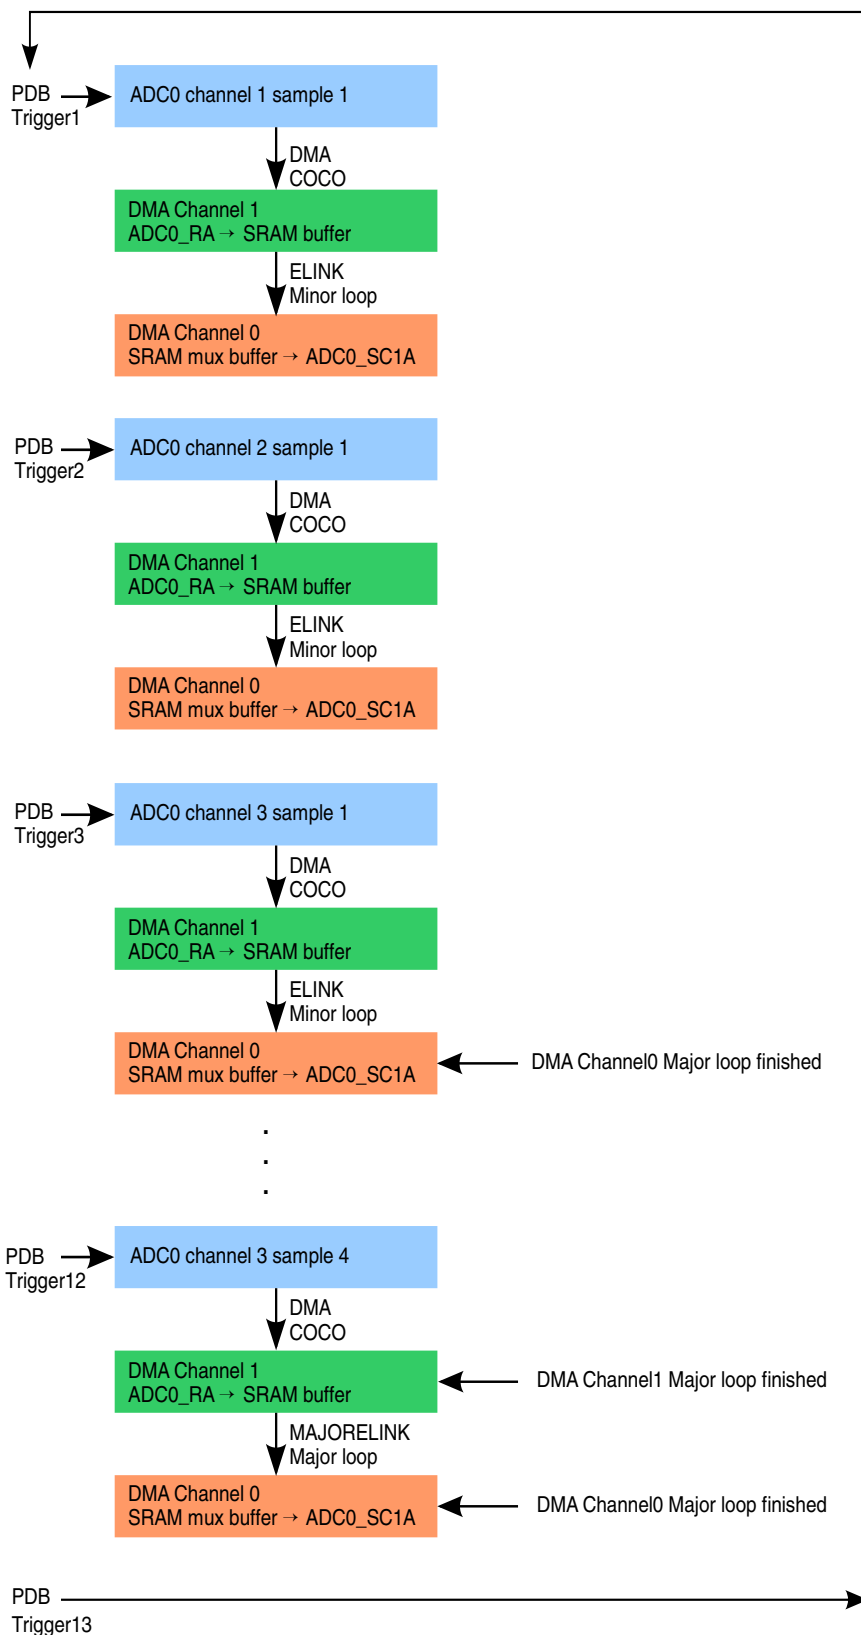 PDB
Trigger1
ADC0 channel 1 sample 1
DMA
COCO
DMA Channel 1
ADC0_RA → SRAM buffer
ELINK
Minor loop
DMA Channel 0
SRAM mux buffer → ADC0_SC1A
PDB
Trigger2
ADC0 channel 2 sample 1
DMA
COCO
DMA Channel 1
ADC0_RA → SRAM buffer
ELINK
Minor loop
DMA Channel 0
SRAM mux buffer → ADC0_SC1A
PDB
Trigger3
ADC0 channel 3 sample 1
DMA
COCO
DMA Channel 1
ADC0_RA → SRAM buffer
ELINK
Minor loop
DMA Channel 0
SRAM mux buffer → ADC0_SC1A
DMA Channel0 Major loop finished
.
.
.
PDB
Trigger12
ADC0 channel 3 sample 4
DMA
COCO
DMA Channel 1
ADC0_RA → SRAM buffer
DMA Channel1 Major loop finished
MAJORELINK
Major loop
DMA Channel 0
SRAM mux buffer → ADC0_SC1A
DMA Channel0 Major loop finished
PDB
Trigger13